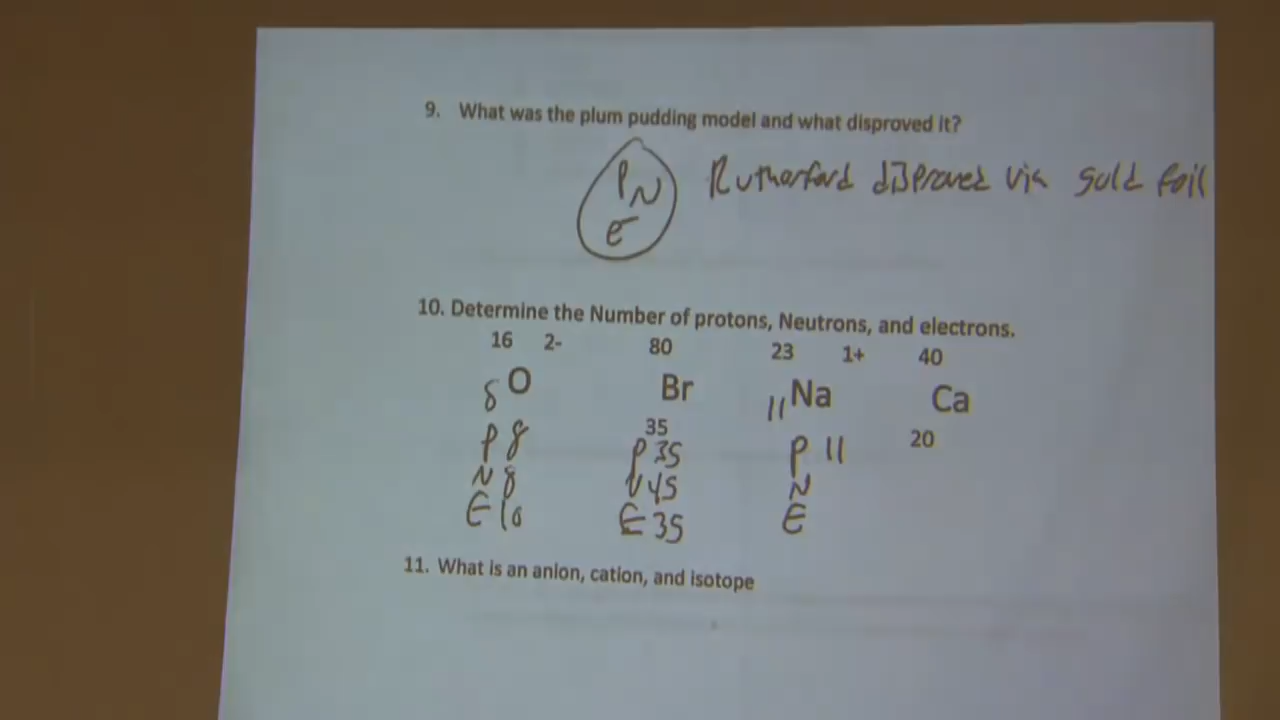 9. What was the plum pudding model and what disproved it?
P N e- Rutherford disproved via gold foil
10. Determine the Number of protons, Neutrons, and electrons.
16 2- 80 23 1+ 40
8 O Br 11 Na Ca
35 20
P 8 P 35 P 11
N 8 N 45 N
E 10 E 35 E
11. What is an anion, cation, and isotope